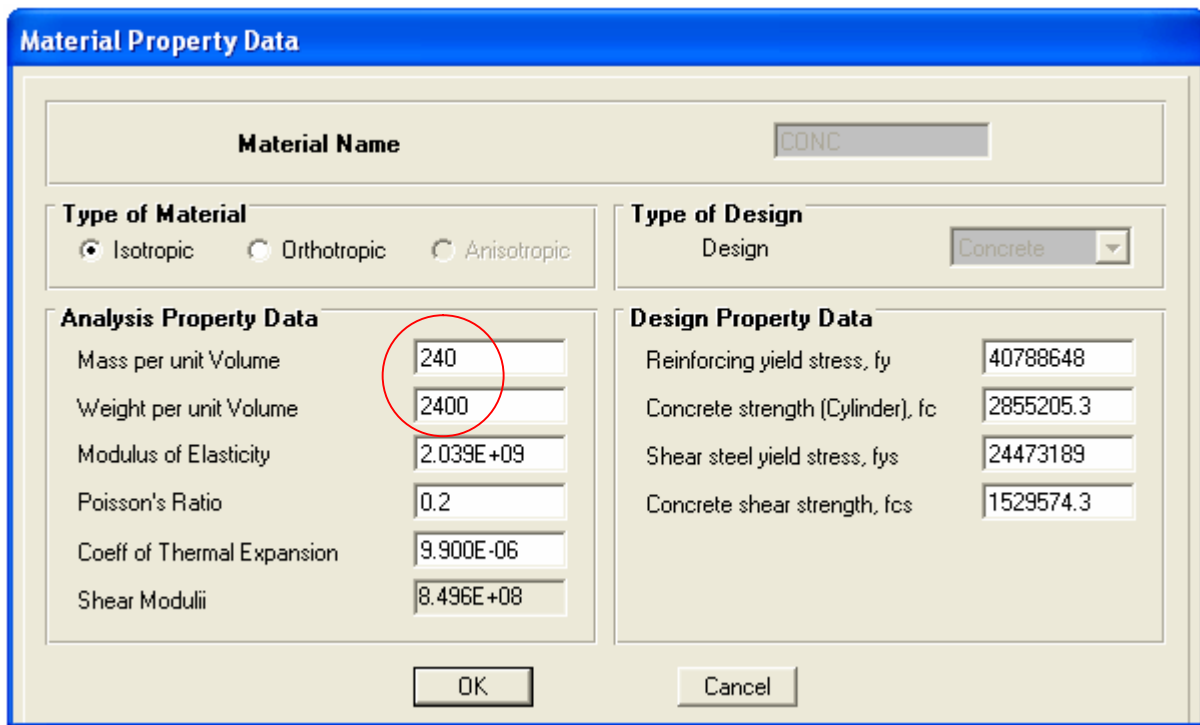 Material Property Data
Material Name CONC
Type of Material
Isotropic Orthotropic Anisotropic
Type of Design
Design Concrete
Analysis Property Data
Mass per unit Volume 240
Weight per unit Volume 2400
Modulus of Elasticity 2.039E+09
Poisson's Ratio 0.2
Coeff of Thermal Expansion 9.900E-06
Shear Modulii 8.496E+08
Design Property Data
Reinforcing yield stress, fy 40788648
Concrete strength (Cylinder), fc 2855205.3
Shear steel yield stress, fys 24473189
Concrete shear strength, fcs 1529574.3
OK Cancel